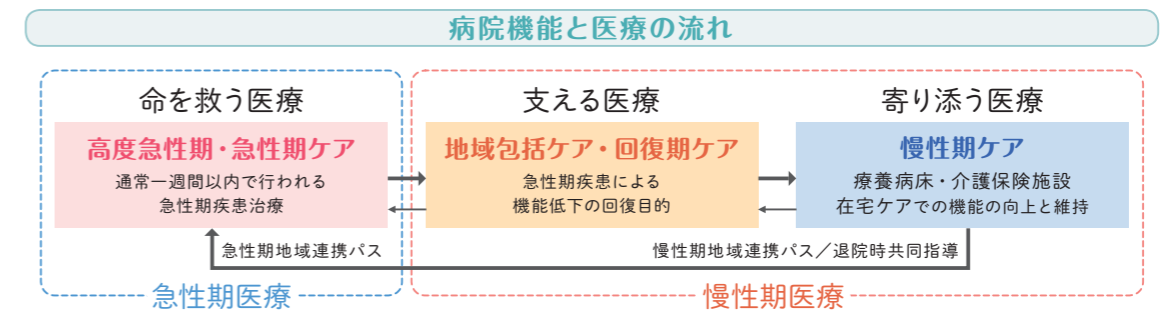 病院機能と医療の流れ
命を救う医療
高度急性期・急性期ケア
通常一週間以内で行われる
急性期疾患治療
支える医療
地域包括ケア・回復期ケア
急性期疾患による
機能低下の回復目的
寄り添う医療
慢性期ケア
療養病床・介護保険施設
在宅ケアでの機能の向上と維持
急性期地域連携パス
慢性期地域連携パス／退院時共同指導
急性期医療
慢性期医療